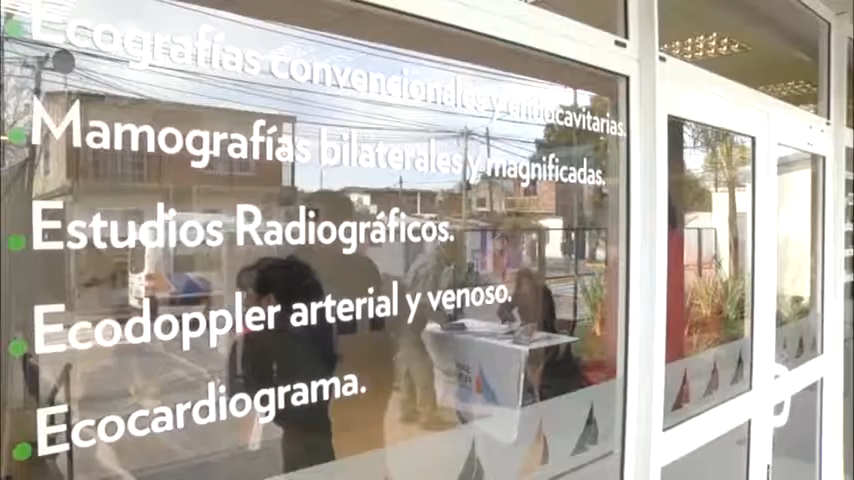 Ecografías convencionales y endocavitarias.
Mamografías bilaterales y magnificadas.
Estudios Radiográficos.
Ecodoppler arterial y venoso.
Ecocardiograma.